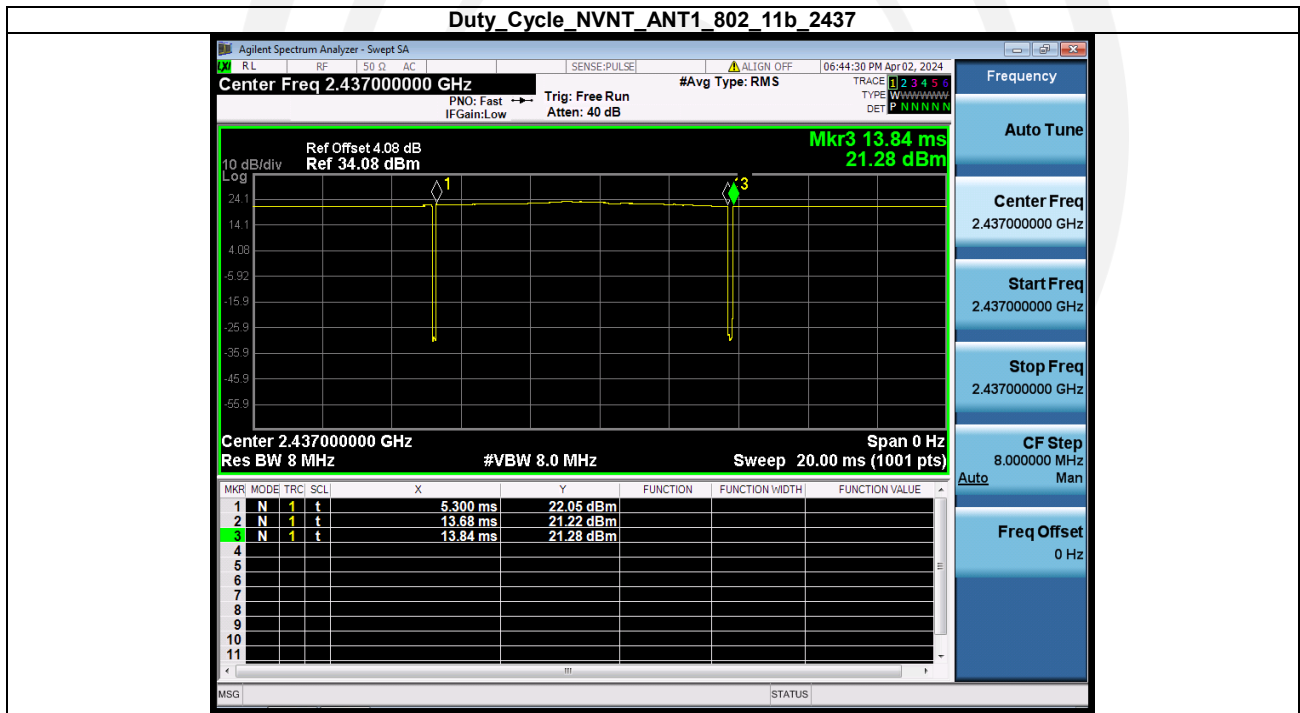 Duty_Cycle_NVNT_ANT1_802_11b_2437
Agilent Spectrum Analyzer - Swept SA
LXI RL RF 50 Ω AC SENSE:PULSE ALIGN OFF 06:44:30 PM Apr 02, 2024
Center Freq 2.437000000 GHz
PNO: Fast
IFGain:Low
Trig: Free Run
Atten: 40 dB
#Avg Type: RMS
TRACE 1 2 3 4 5 6
TYPE WWWWWW
DET P N N N N N
Mkr3 13.84 ms
21.28 dBm
Ref Offset 4.08 dB
10 dB/div Ref 34.08 dBm
Log
1
3
24.1
14.1
4.08
-5.92
-15.9
-25.9
-35.9
-45.9
-55.9
Center 2.437000000 GHz Span 0 Hz
Res BW 8 MHz #VBW 8.0 MHz Sweep 20.00 ms (1001 pts)
MKR MODE TRC SCL X Y FUNCTION FUNCTION WIDTH FUNCTION VALUE
1 N 1 t 5.300 ms 22.05 dBm
2 N 1 t 13.68 ms 21.22 dBm
3 N 1 t 13.84 ms 21.28 dBm
4
5
6
7
8
9
10
11
MSG STATUS
Frequency
Auto Tune
Center Freq
2.437000000 GHz
Start Freq
2.437000000 GHz
Stop Freq
2.437000000 GHz
CF Step
8.000000 MHz
Auto Man
Freq Offset
0 Hz